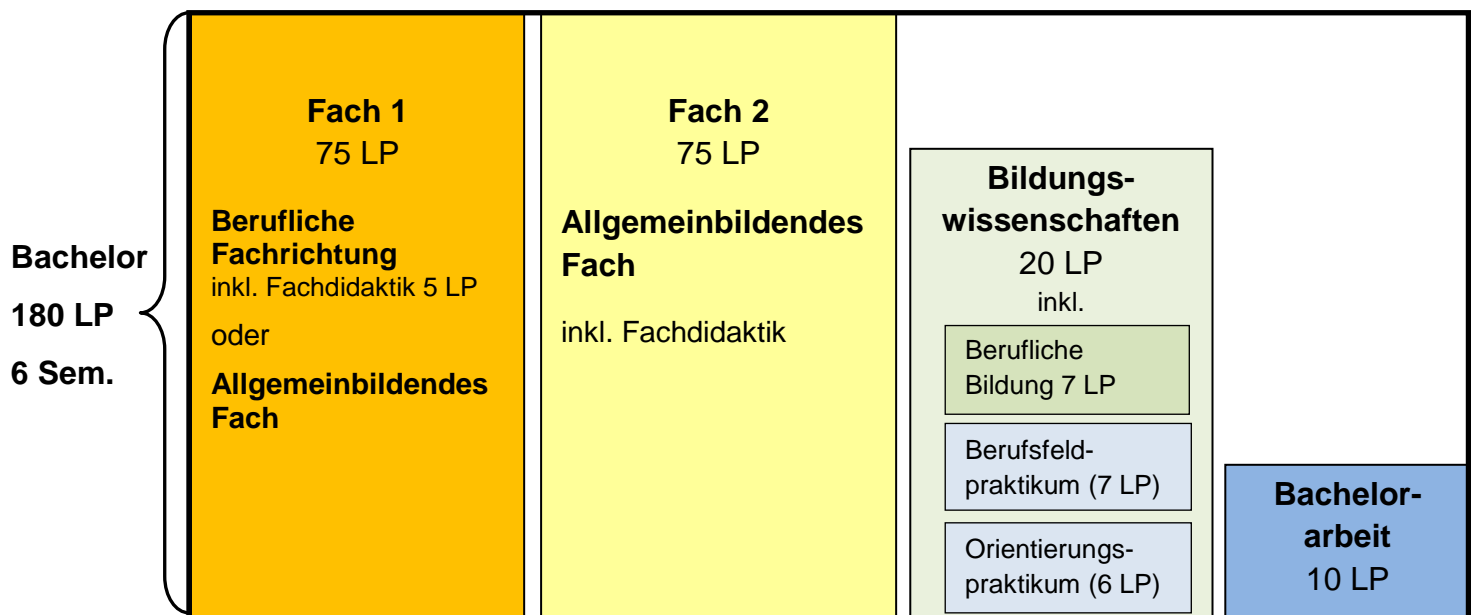 Bachelor
180 LP
6 Sem.
Fach 1
75 LP
Berufliche
Fachrichtung
inkl. Fachdidaktik 5 LP
oder
Allgemeinbildendes
Fach
Fach 2
75 LP
Allgemeinbildendes
Fach
inkl. Fachdidaktik
Bildungs-
wissenschaften
20 LP
inkl.
Berufliche
Bildung 7 LP
Berufsfeld-
praktikum (7 LP)
Orientierungs-
praktikum (6 LP)
Bachelor-
arbeit
10 LP